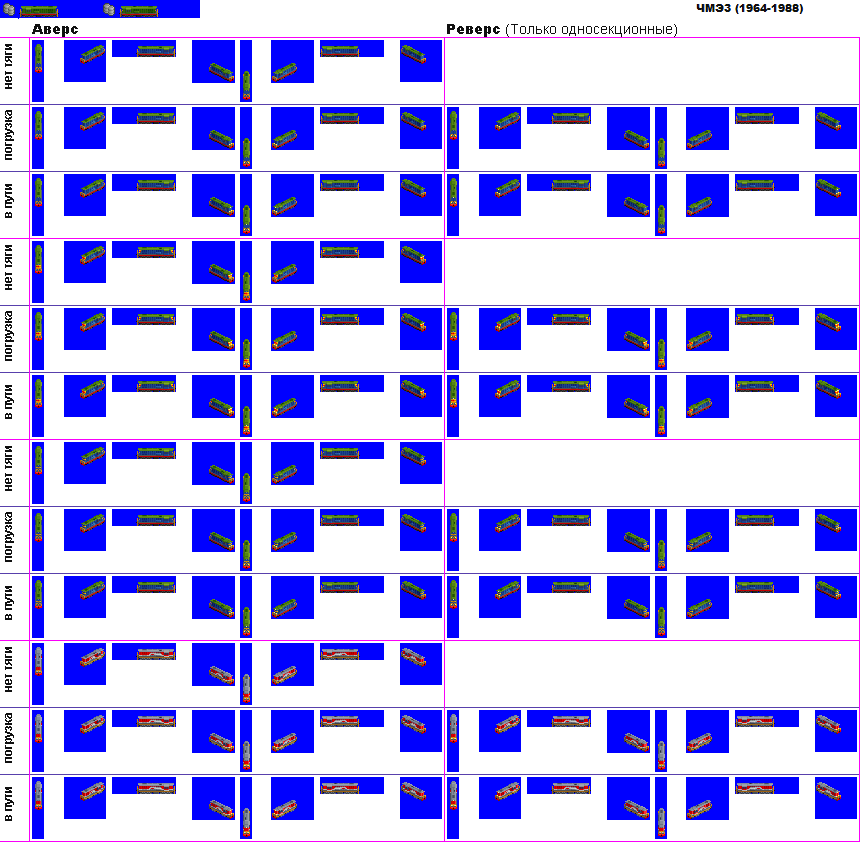 ЧМЭЗ (1964-1988)
Аверс
Реверс (Только односекционные)
нет тяги
погрузка
в пути
нет тяги
погрузка
в пути
нет тяги
погрузка
в пути
нет тяги
погрузка
в пути